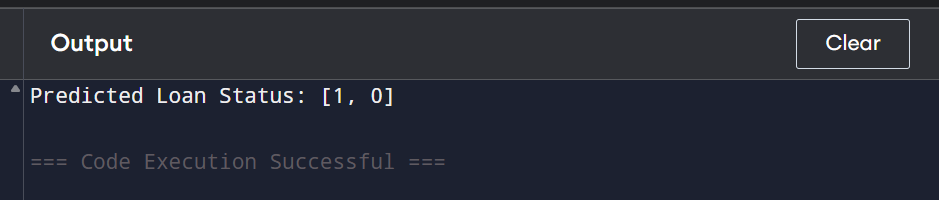 Output
Clear
Predicted Loan Status: [1, 0]
=== Code Execution Successful ===